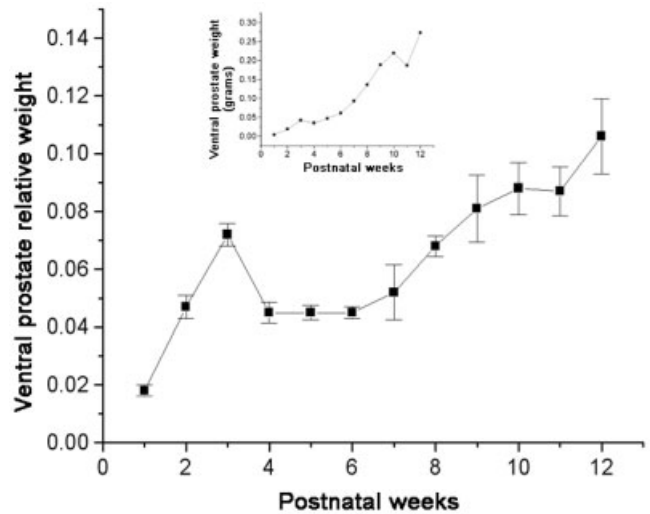 0.14
0.12
0.10
0.08
0.06
0.04
0.02
0.00
Ventral prostate relative weight
0 2 4 6 8 10 12
Postnatal weeks
0.30
0.25
0.20
0.15
0.10
0.05
0.00
Ventral prostate weight
(grams)
0 2 4 6 8 10 12
Postnatal weeks